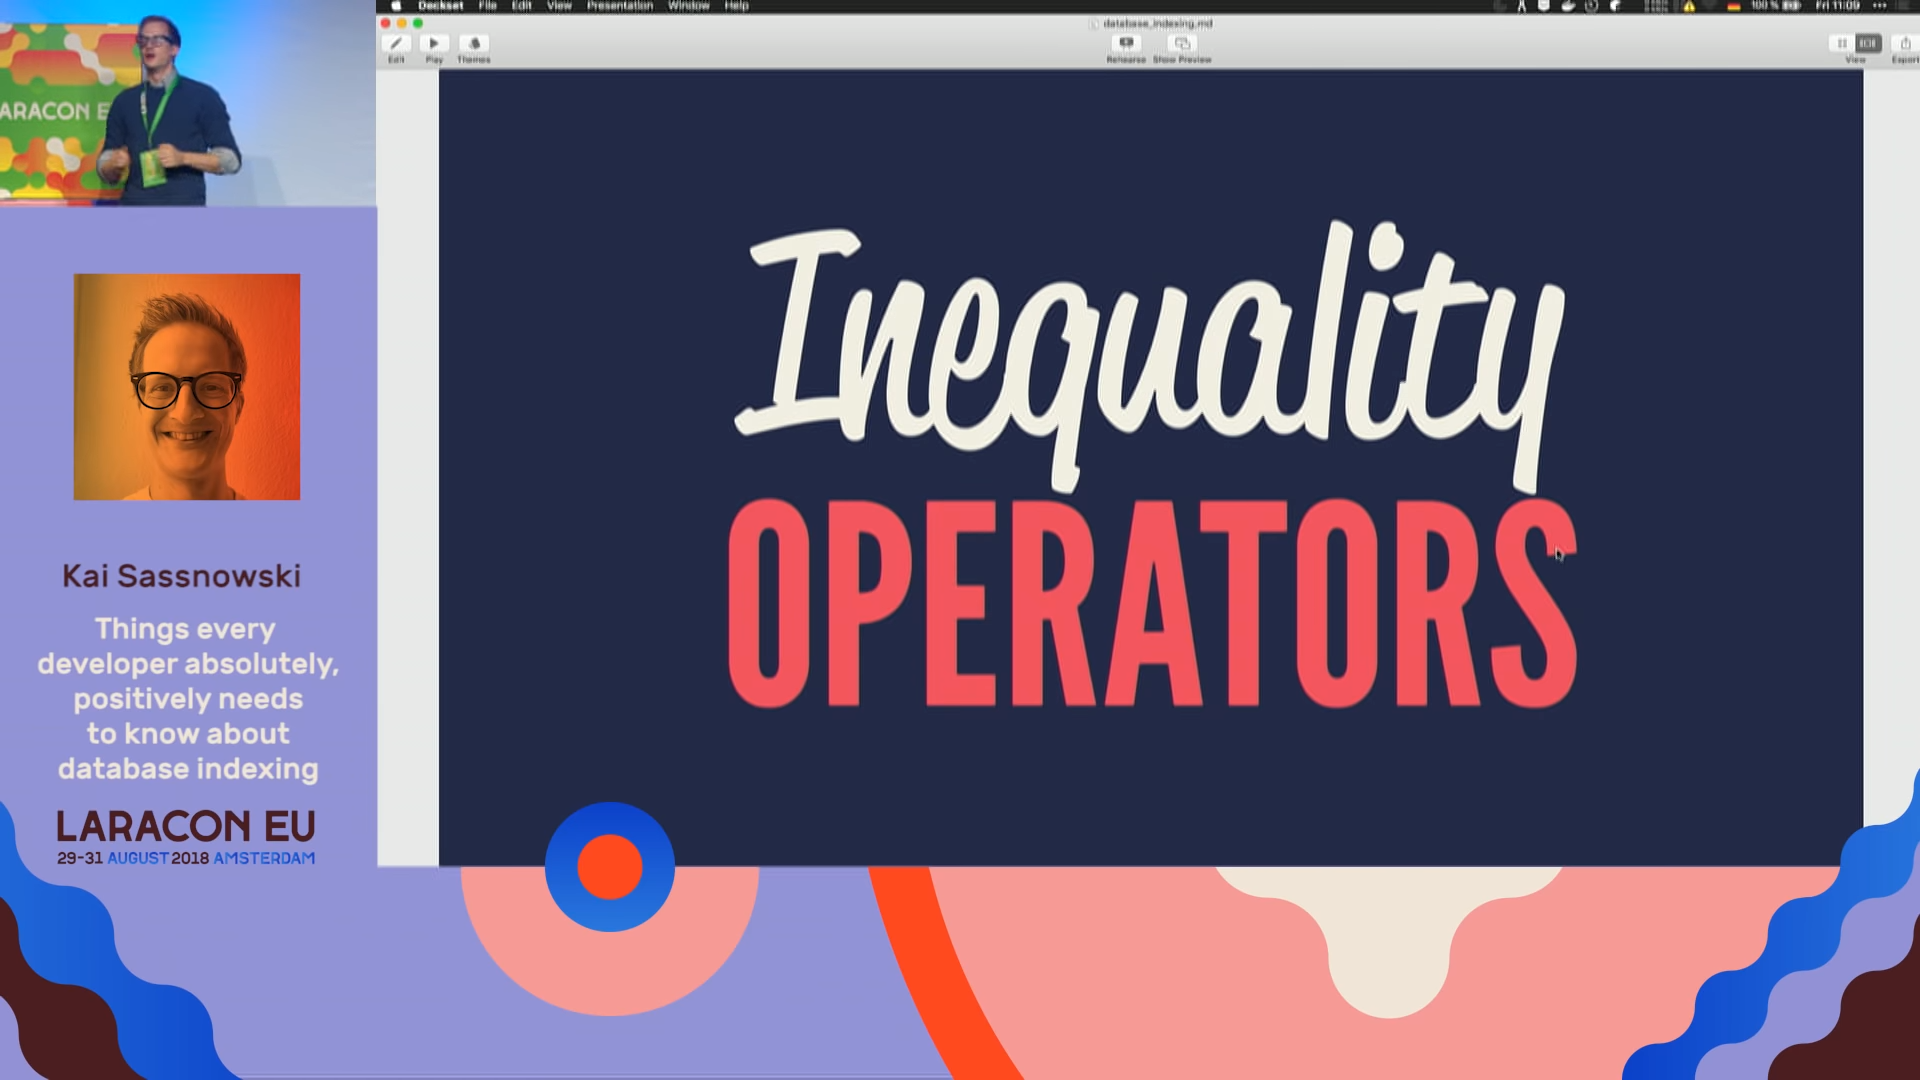 Deckset File Edit View Presentation Window Help
100 % Fri 11:09
database_indexing.md
Edit Play Themes
Rehearse Show Preview
View Export
ARACON E
Inequality
OPERATORS
Kai Sassnowski
Things every
developer absolutely,
positively needs
to know about
database indexing
LARACON EU
29-31 AUGUST 2018 AMSTERDAM